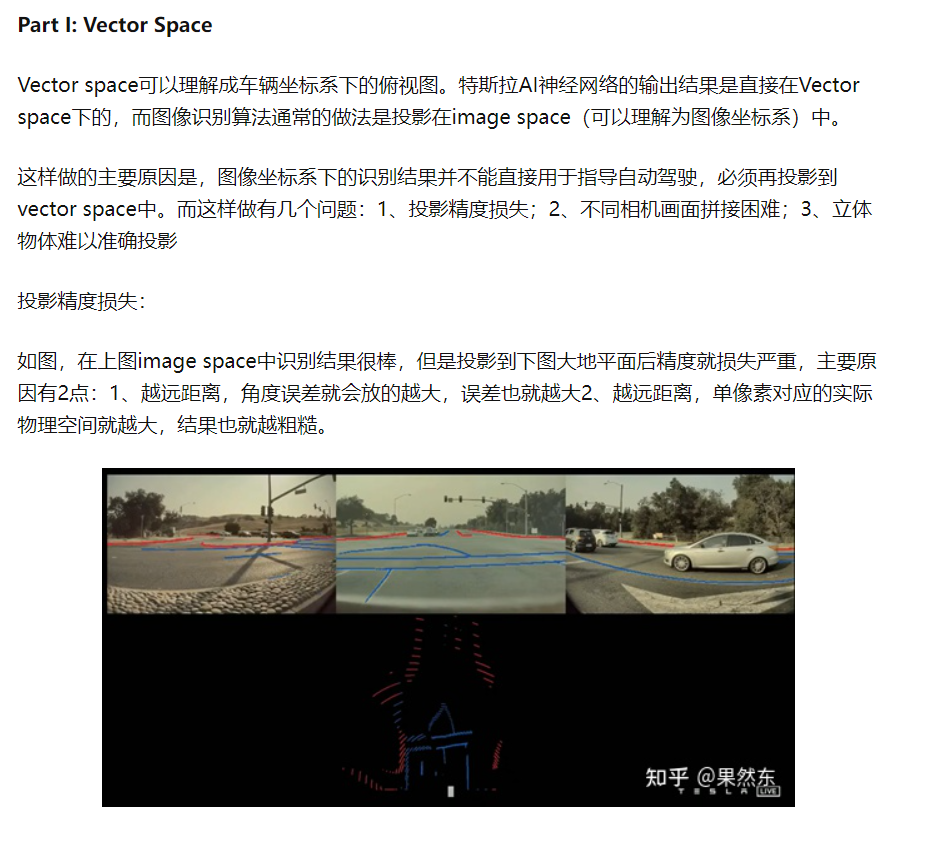 Part I: Vector Space
Vector space可以理解成车辆坐标系下的俯视图。特斯拉AI神经网络的输出结果是直接在Vector
space下的，而图像识别算法通常的做法是投影在image space（可以理解为图像坐标系）中。
这样做的主要原因是，图像坐标系下的识别结果并不能直接用于指导自动驾驶，必须再投影到
vector space中。而这样做有几个问题：1、投影精度损失；2、不同相机画面拼接困难；3、立体
物体难以准确投影
投影精度损失：
如图，在上图image space中识别结果很棒，但是投影到下图大地平面后精度就损失严重，主要原
因有2点：1、越远距离，角度误差就会放的越大，误差也就越大2、越远距离，单像素对应的实际
物理空间就越大，结果也就越粗糙。
知乎 @果然东
TESLA LIVE